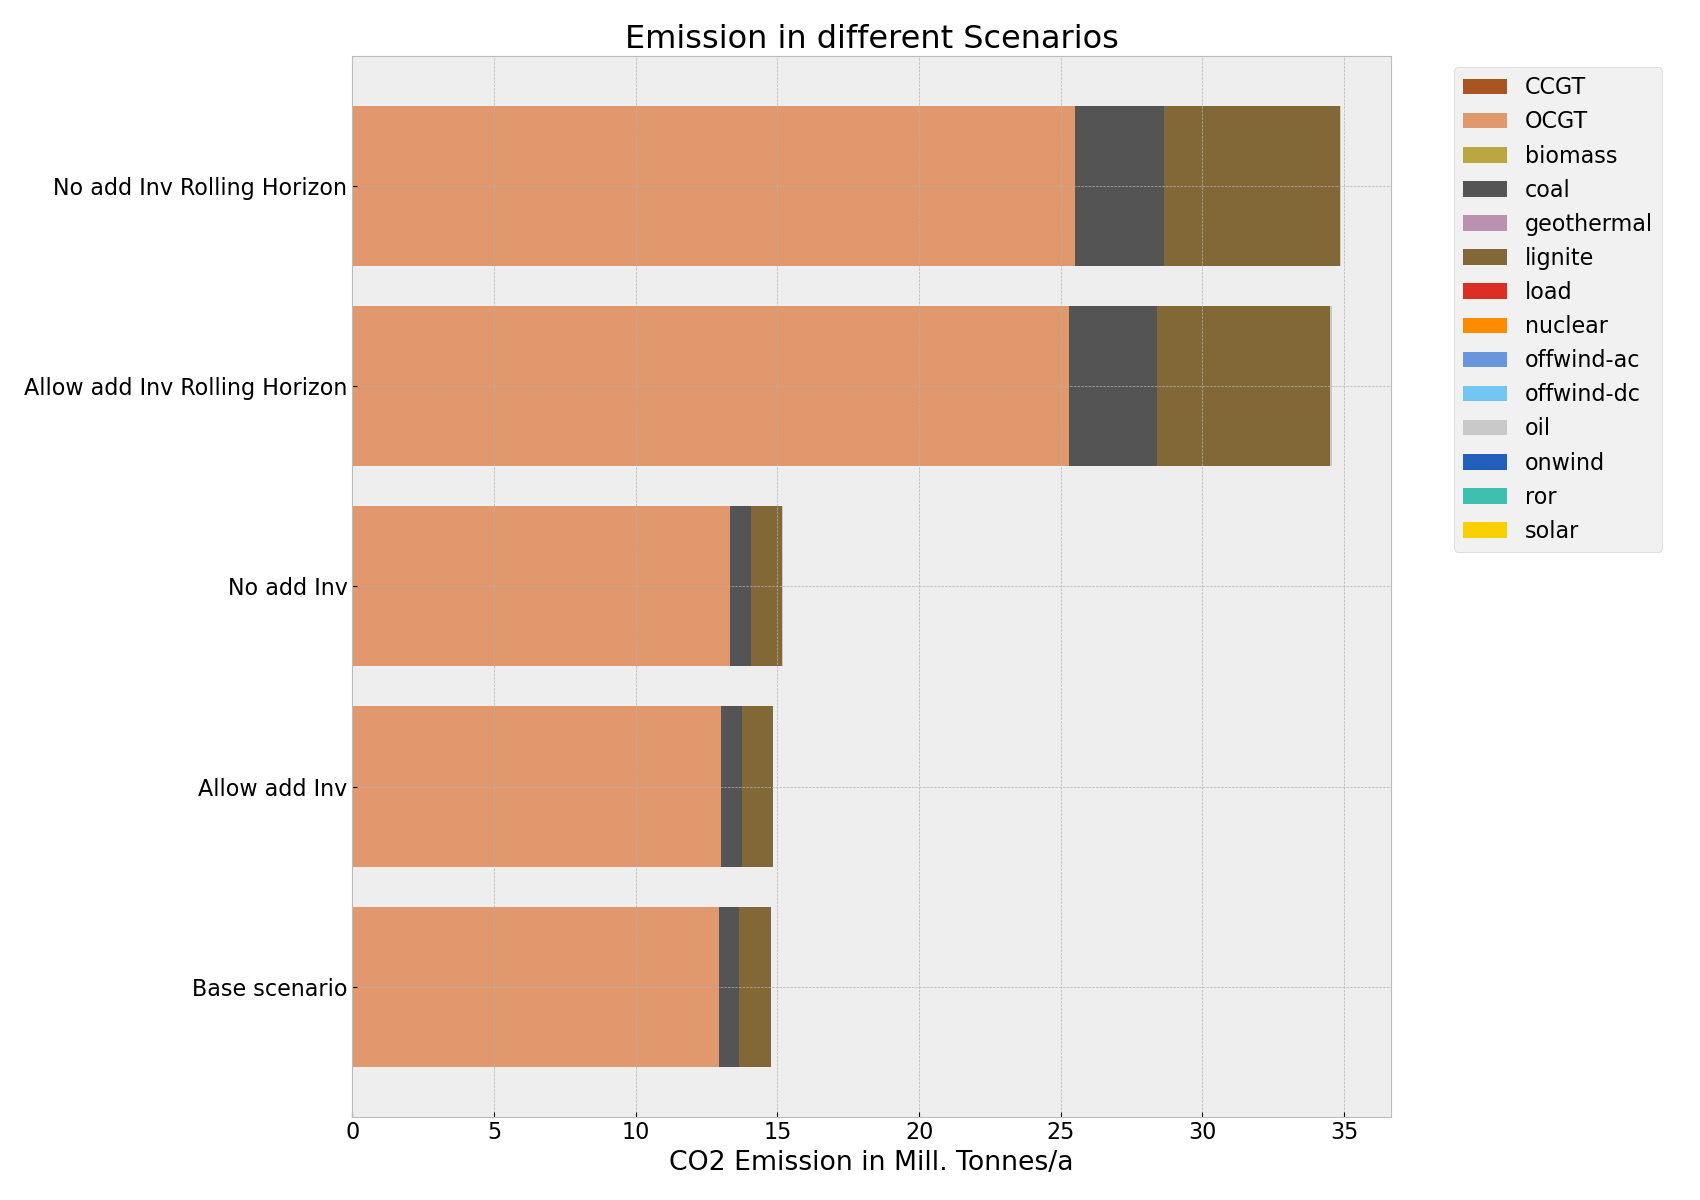 Emission in different Scenarios
No add Inv Rolling Horizon
Allow add Inv Rolling Horizon
No add Inv
Allow add Inv
Base scenario
0 5 10 15 20 25 30 35
CO2 Emission in Mill. Tonnes/a
CCGT
OCGT
biomass
coal
geothermal
lignite
load
nuclear
offwind-ac
offwind-dc
oil
onwind
ror
solar